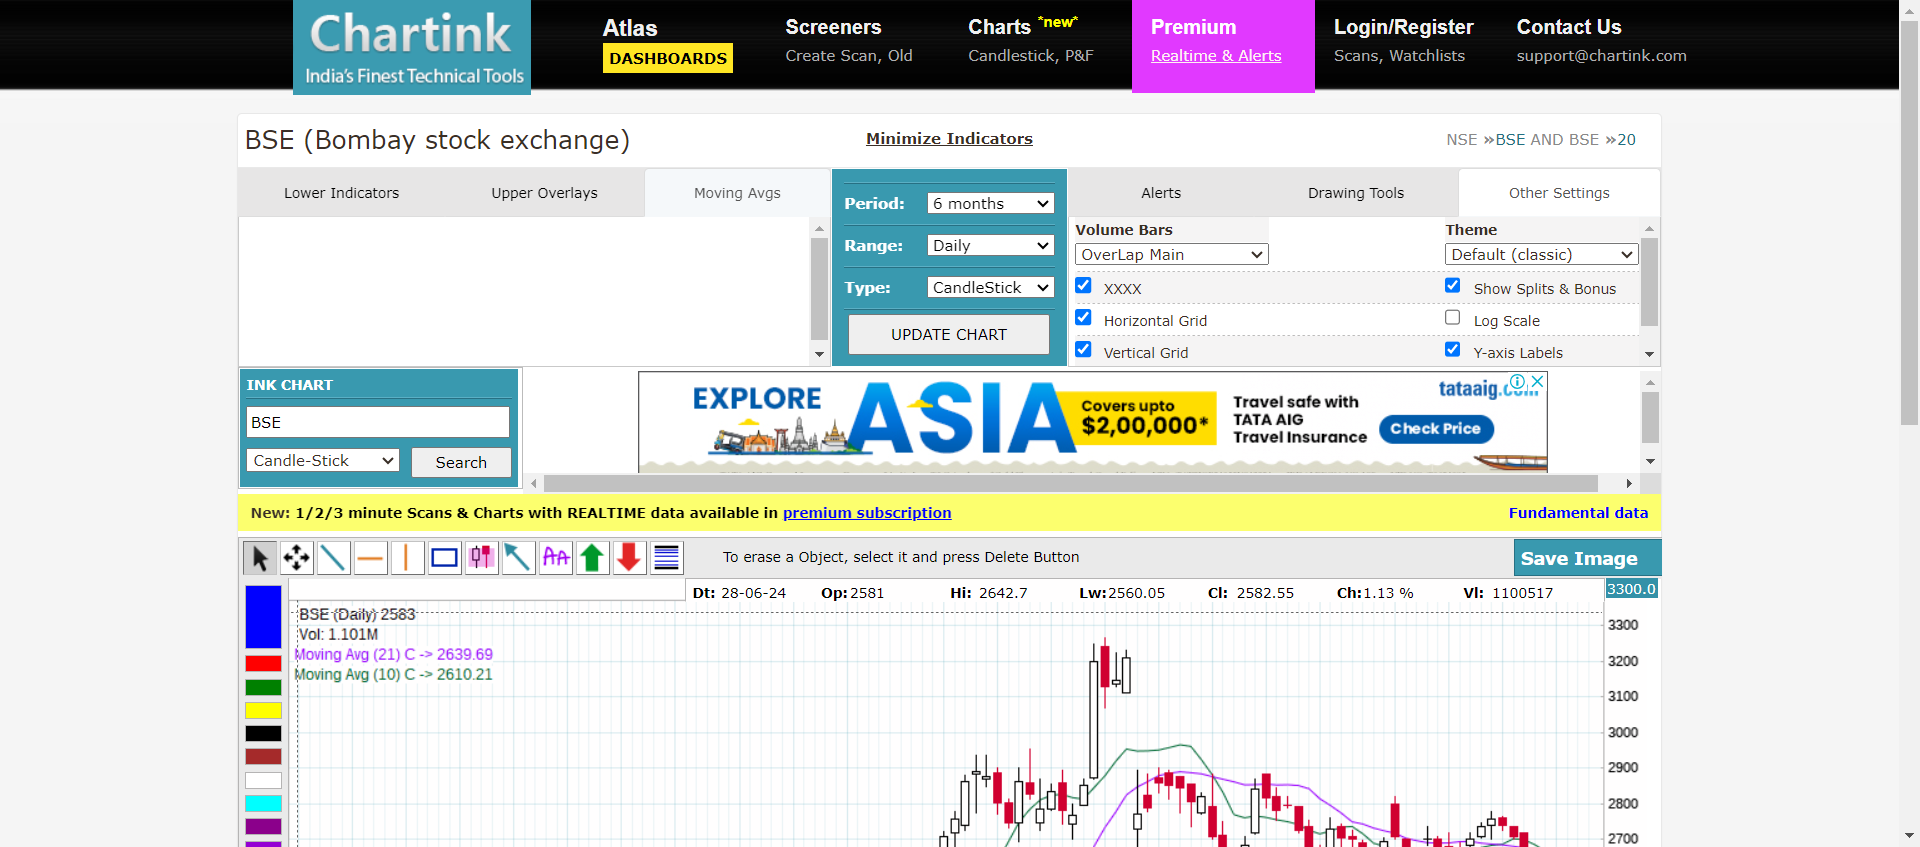 Chartink
India's Finest Technical Tools
Atlas
DASHBOARDS
Screeners
Create Scan, Old
Charts *new*
Candlestick, P&F
Premium
Realtime & Alerts
Login/Register
Scans, Watchlists
Contact Us
support@chartink.com
BSE (Bombay stock exchange)
Minimize Indicators
NSE »BSE AND BSE »20
Lower Indicators
Upper Overlays
Moving Avgs
Period: 6 months
Range: Daily
Type: CandleStick
UPDATE CHART
Alerts
Drawing Tools
Other Settings
Volume Bars
OverLap Main
Theme
Default (classic)
XXXX
Show Splits & Bonus
Horizontal Grid
Log Scale
Vertical Grid
Y-axis Labels
INK CHART
BSE
Candle-Stick
Search
EXPLORE
ASIA
Covers upto
$2,00,000*
Travel safe with
TATA AIG
Travel Insurance
tataaig.com
Check Price
New: 1/2/3 minute Scans & Charts with REALTIME data available in premium subscription
Fundamental data
AA
To erase a Object, select it and press Delete Button
Save Image
Dt: 28-06-24 Op:2581 Hi: 2642.7 Lw:2560.05 Cl: 2582.55 Ch:1.13 % Vl: 1100517
3300.0
BSE (Daily) 2583
Vol: 1.101M
Moving Avg (21) C -> 2639.69
Moving Avg (10) C -> 2610.21
3300
3200
3100
3000
2900
2800
2700